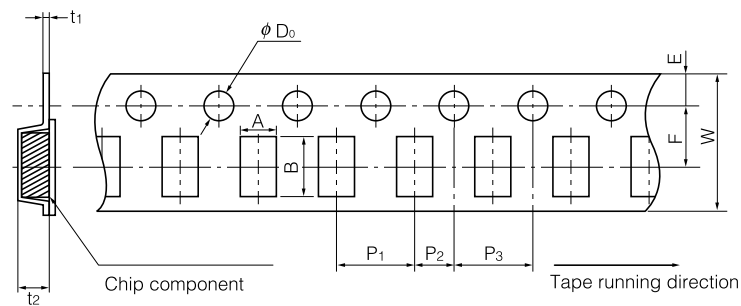 t1
φ D0
E
A
B
F
W
P1
P2
P3
t2
Chip component
Tape running direction